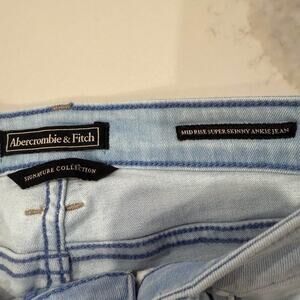 Abercrombie & Fitch
MID RISE SUPER SKINNY ANKLE JEAN
SIGNATURE COLLECTION